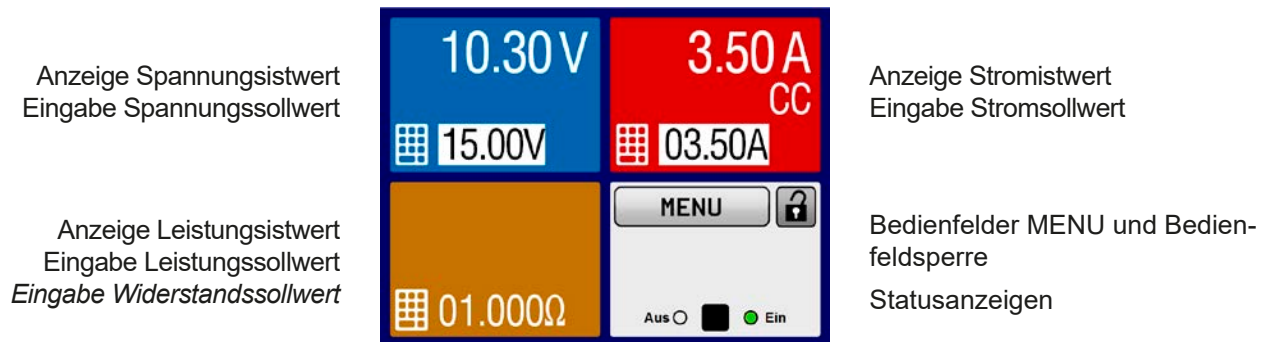 Anzeige Spannungsistwert
Eingabe Spannungssollwert
10.30 V
15.00V
3.50 A
CC
03.50A
Anzeige Stromistwert
Eingabe Stromsollwert
Anzeige Leistungsistwert
Eingabe Leistungssollwert
Eingabe Widerstandssollwert
01.000Ω
MENU
Aus
Ein
Bedienfelder MENU und Bedien-
feldsperre
Statusanzeigen